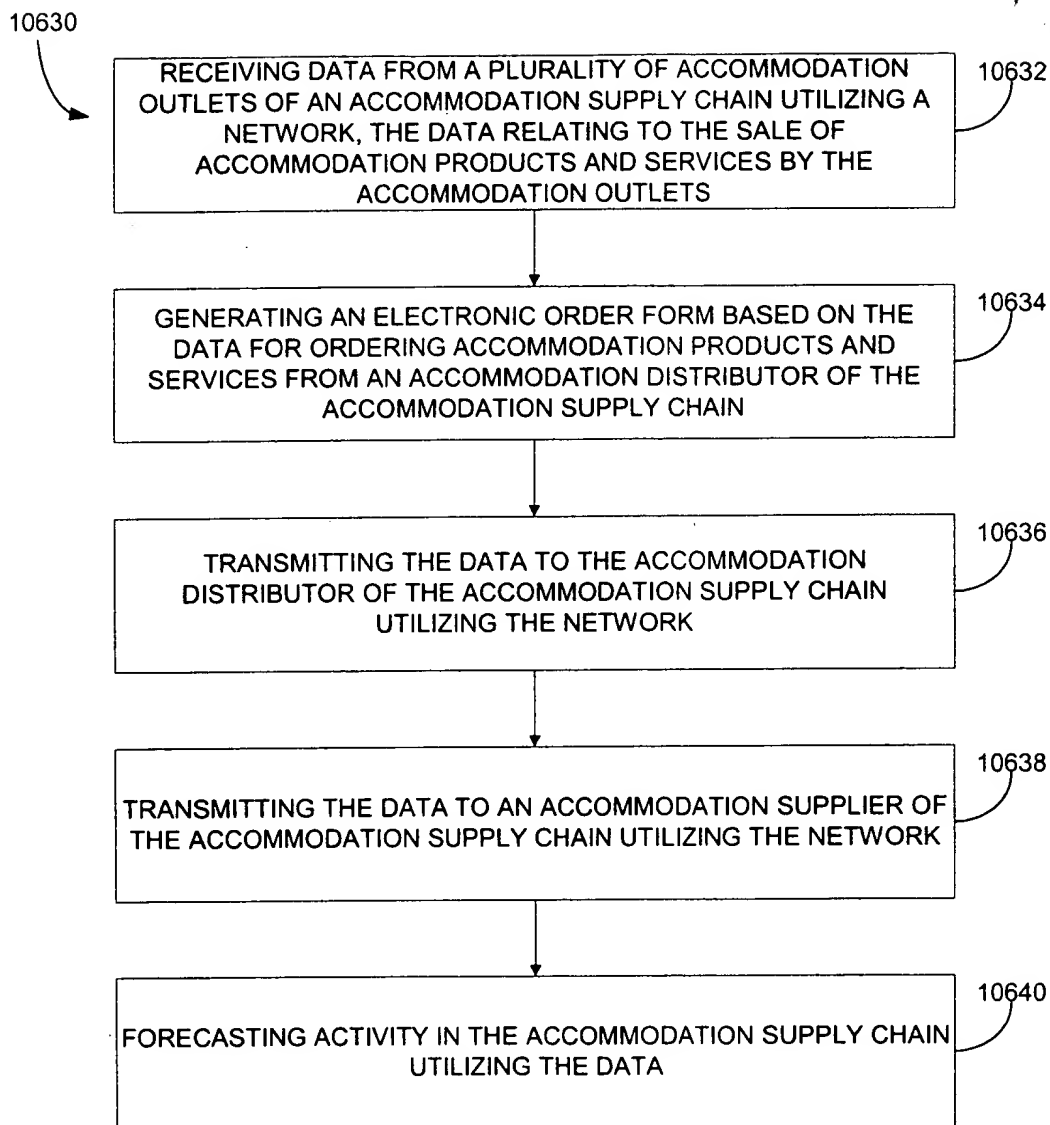 10630
RECEIVING DATA FROM A PLURALITY OF ACCOMMODATION
OUTLETS OF AN ACCOMMODATION SUPPLY CHAIN UTILIZING A
NETWORK, THE DATA RELATING TO THE SALE OF
ACCOMMODATION PRODUCTS AND SERVICES BY THE
ACCOMMODATION OUTLETS
10632
GENERATING AN ELECTRONIC ORDER FORM BASED ON THE
DATA FOR ORDERING ACCOMMODATION PRODUCTS AND
SERVICES FROM AN ACCOMMODATION DISTRIBUTOR OF THE
ACCOMMODATION SUPPLY CHAIN
10634
TRANSMITTING THE DATA TO THE ACCOMMODATION
DISTRIBUTOR OF THE ACCOMMODATION SUPPLY CHAIN
UTILIZING THE NETWORK
10636
TRANSMITTING THE DATA TO AN ACCOMMODATION SUPPLIER OF
THE ACCOMMODATION SUPPLY CHAIN UTILIZING THE NETWORK
10638
FORECASTING ACTIVITY IN THE ACCOMMODATION SUPPLY CHAIN
UTILIZING THE DATA
10640